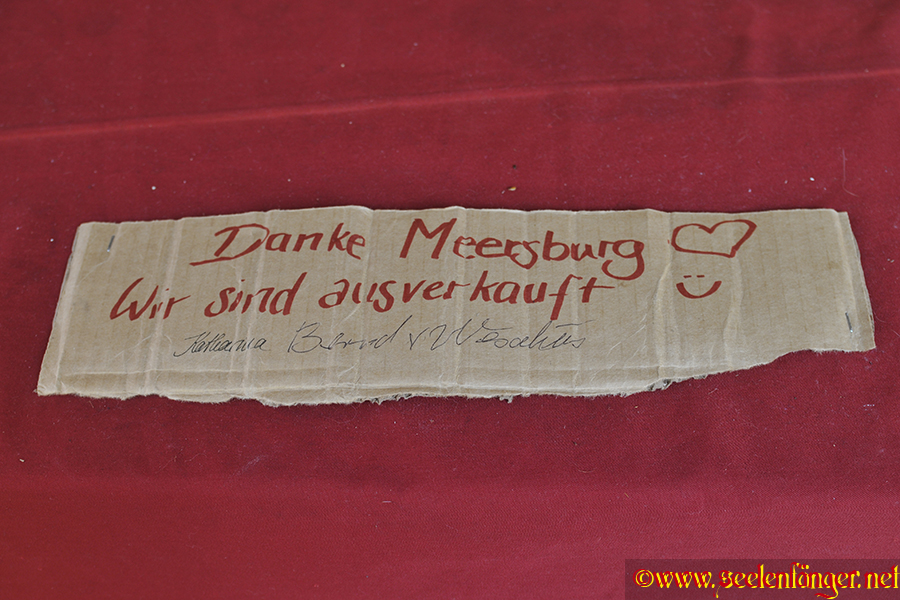 Danke Meersburg
Wir sind ausverkauft
Katharina Bernd
©www.seelenfänger.net